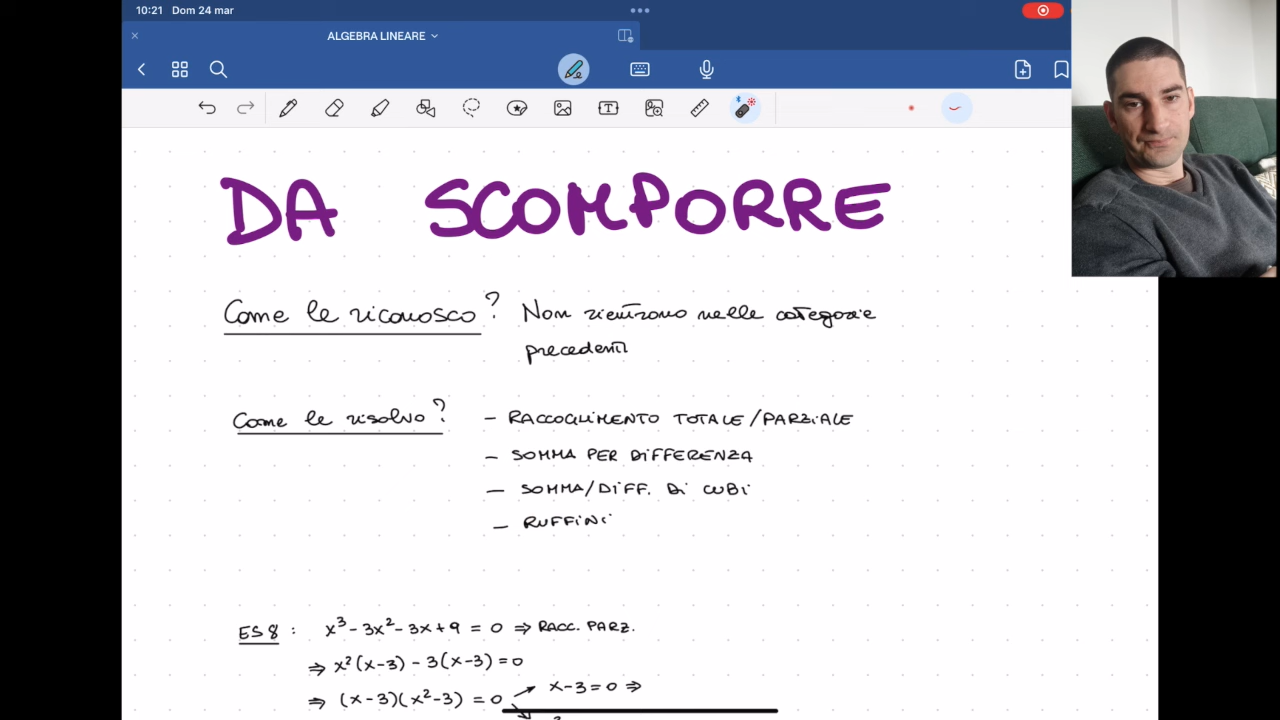 10:21 Dom 24 mar
ALGEBRA LINEARE
DA SCOMPORRE
Come le riconosco? Non rientrano nelle categorie
precedenti
Come le risolvo? - RACCOGLIMENTO TOTALE/PARZIALE
- SOMMA PER DIFFERENZA
- SOMMA/DIFF. DI CUBI
- RUFFINI
ES 8 : x³ - 3x² - 3x + 9 = 0 ⇒ RACC. PARZ.
⇒ x²(x-3) - 3(x-3) = 0
⇒ (x-3)(x²-3) = 0 → x-3 = 0 ⇒